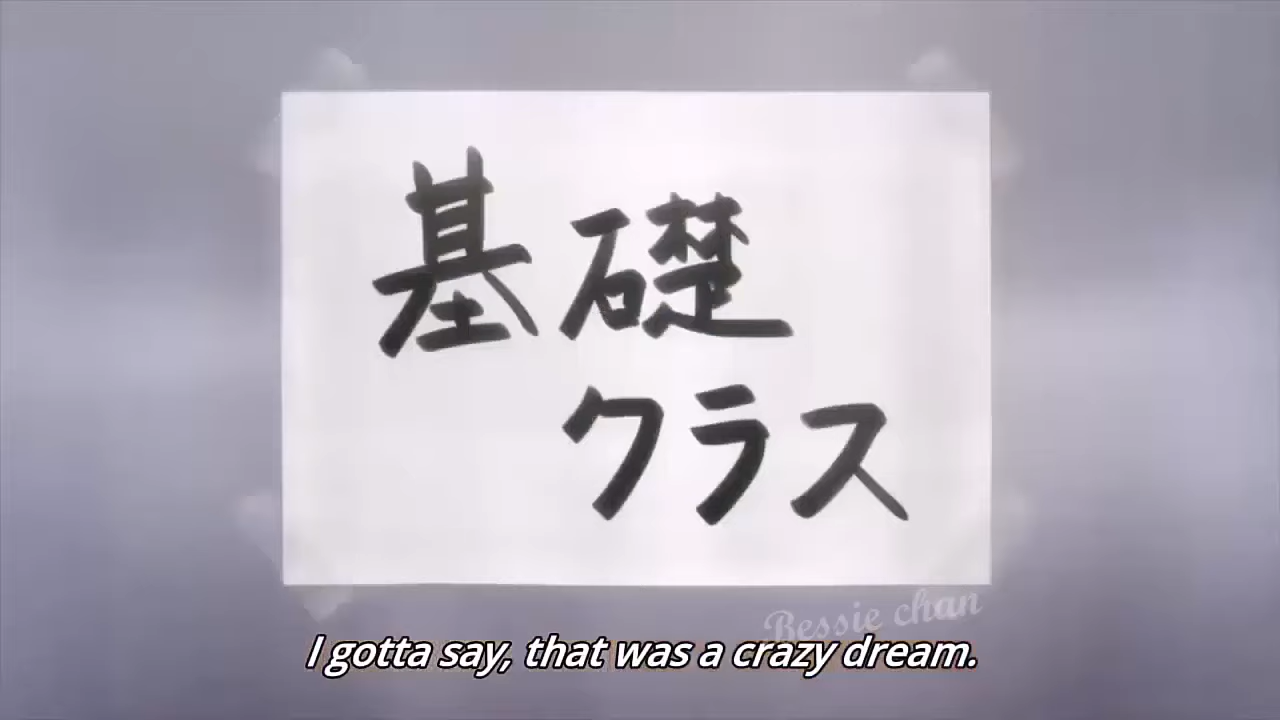 基礎
クラス
Bessie chan
I gotta say, that was a crazy dream.